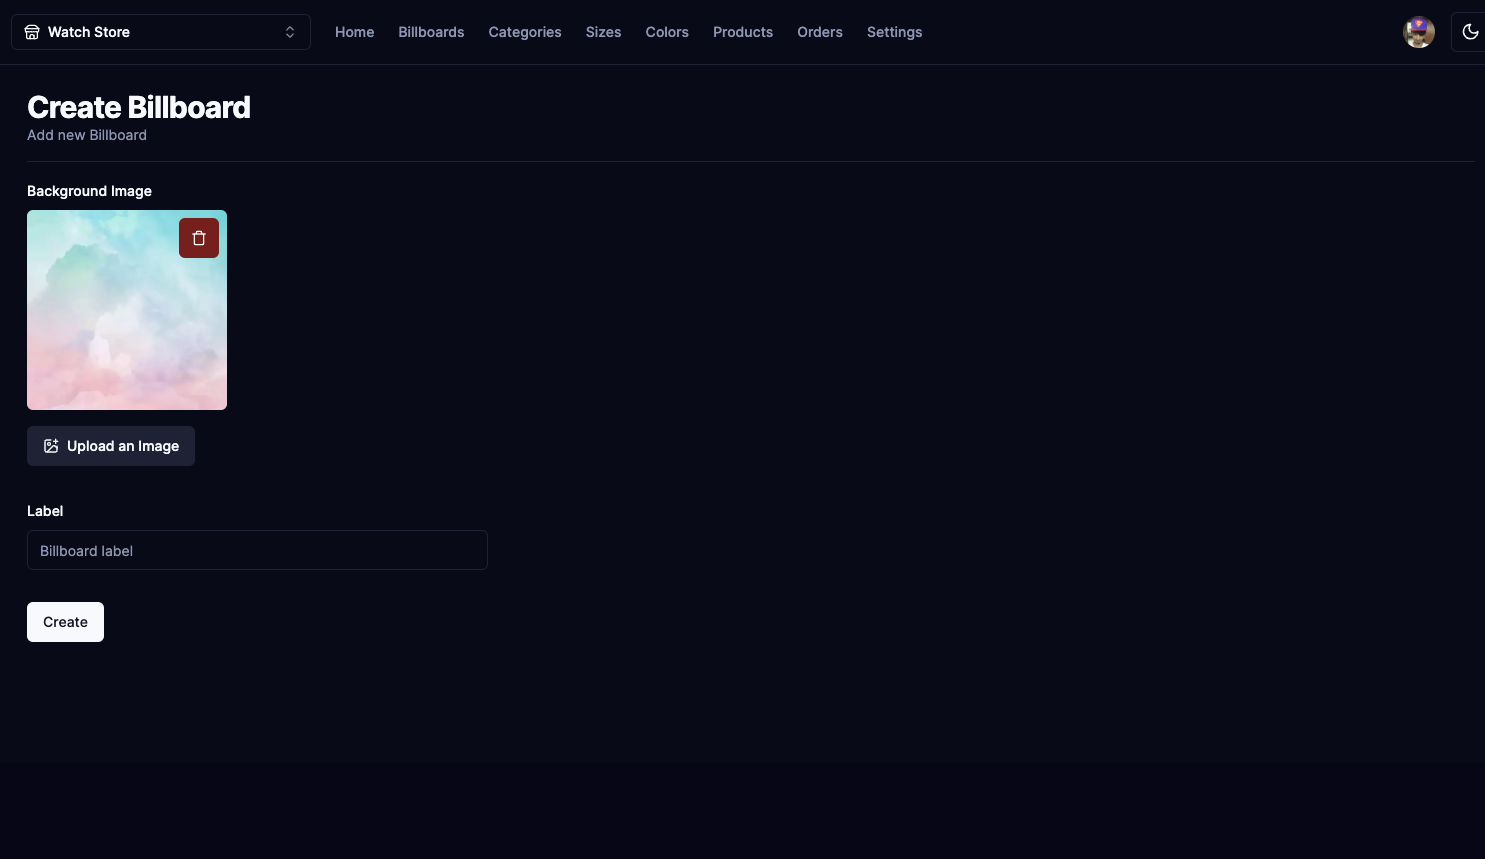 Watch Store
Home Billboards Categories Sizes Colors Products Orders Settings
Create Billboard
Add new Billboard
Background Image
Upload an Image
Label
Billboard label
Create